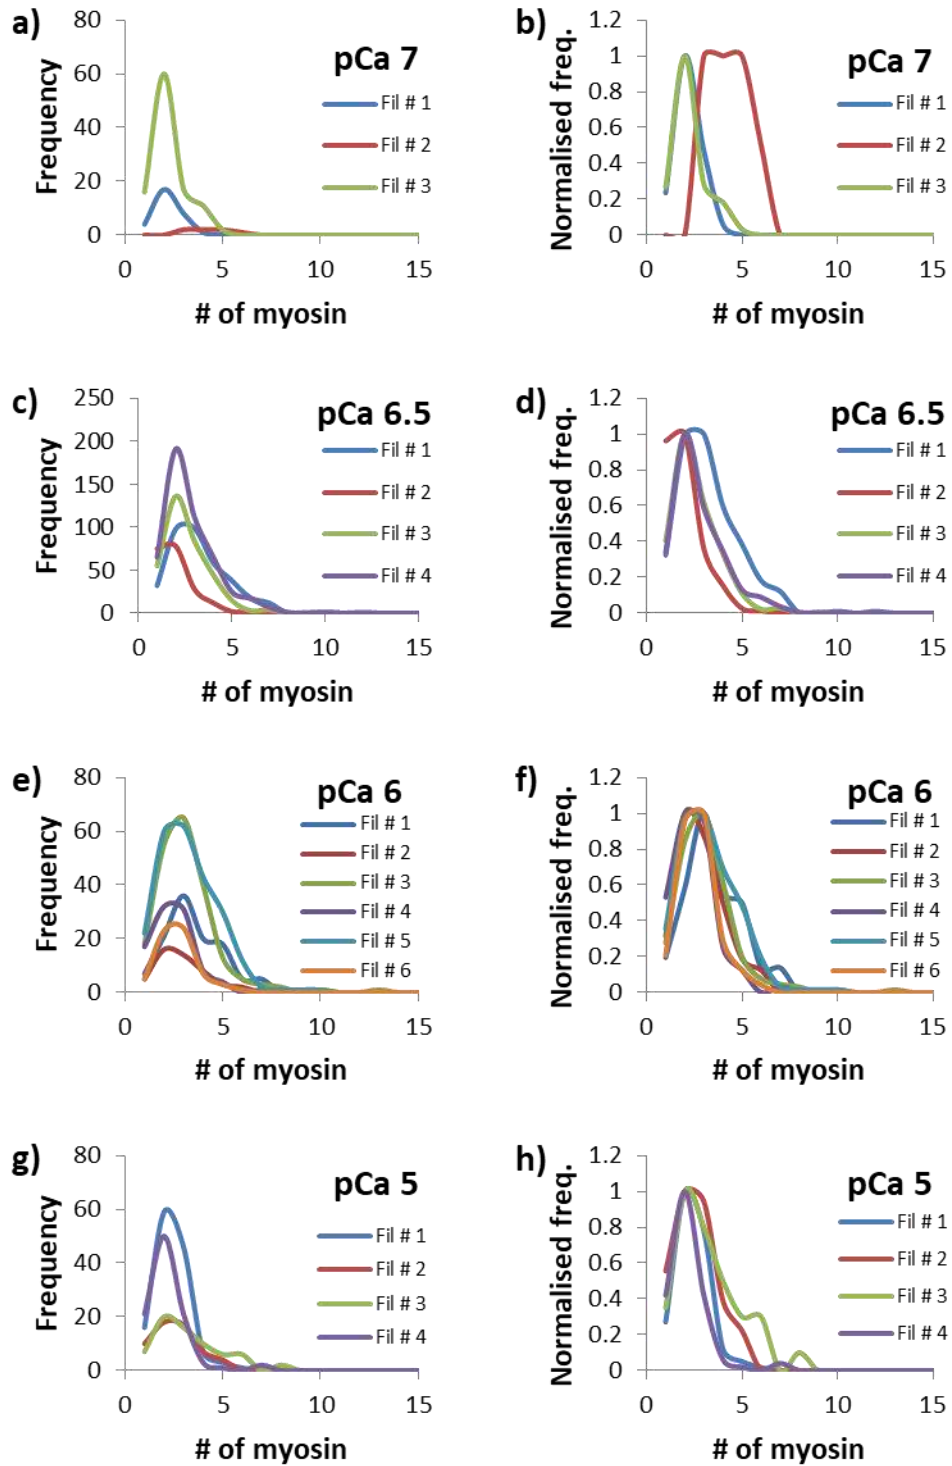 a)
pCa 7
Frequency
80
60
40
20
0
0 5 10 15
# of myosin
Fil # 1
Fil # 2
Fil # 3
b)
pCa 7
Normalised freq.
1.2
1
0.8
0.6
0.4
0.2
0
0 5 10 15
# of myosin
Fil # 1
Fil # 2
Fil # 3
c)
pCa 6.5
Frequency
250
200
150
100
50
0
0 5 10 15
# of myosin
Fil # 1
Fil # 2
Fil # 3
Fil # 4
d)
pCa 6.5
Normalised freq.
1.2
1
0.8
0.6
0.4
0.2
0
0 5 10 15
# of myosin
Fil # 1
Fil # 2
Fil # 3
Fil # 4
e)
pCa 6
Frequency
80
60
40
20
0
0 5 10 15
# of myosin
Fil # 1
Fil # 2
Fil # 3
Fil # 4
Fil # 5
Fil # 6
f)
pCa 6
Normalised freq.
1.2
1
0.8
0.6
0.4
0.2
0
0 5 10 15
# of myosin
Fil # 1
Fil # 2
Fil # 3
Fil # 4
Fil # 5
Fil # 6
g)
pCa 5
Frequency
80
60
40
20
0
0 5 10 15
# of myosin
Fil # 1
Fil # 2
Fil # 3
Fil # 4
h)
pCa 5
Normalised freq.
1.2
1
0.8
0.6
0.4
0.2
0
0 5 10 15
# of myosin
Fil # 1
Fil # 2
Fil # 3
Fil # 4